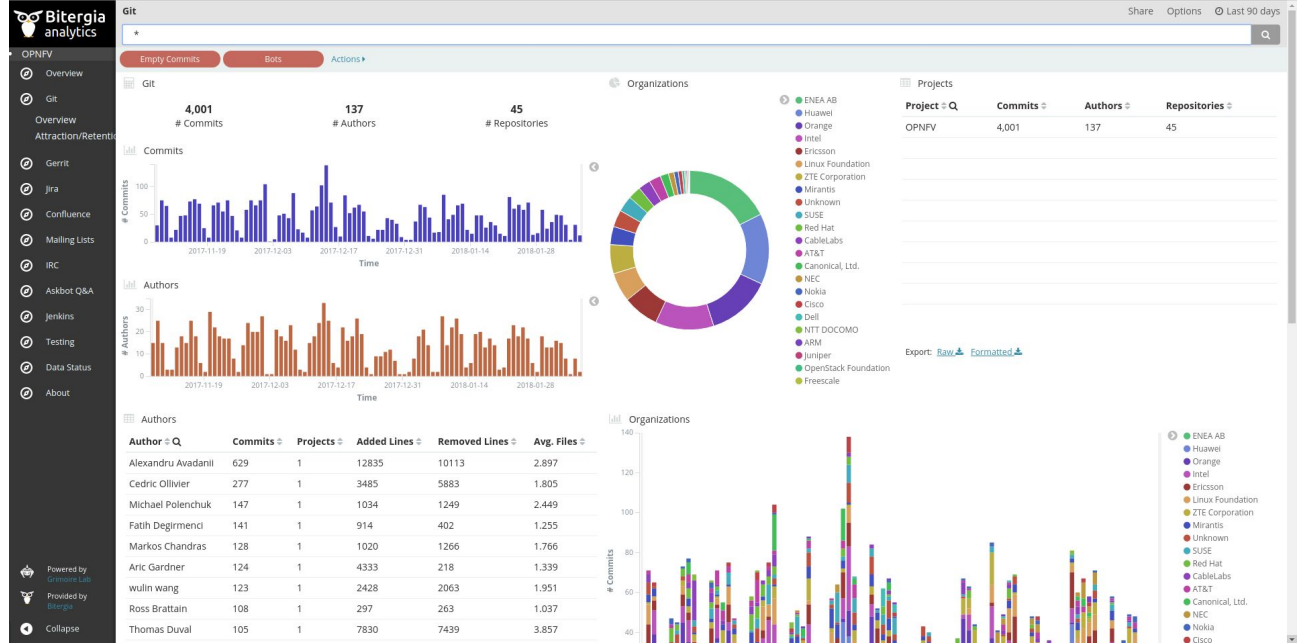 Bitergia
analytics
OPNFV
Overview
Git
Overview
Attraction/Retentio
Gerrit
Jira
Confluence
Mailing Lists
IRC
Askbot Q&A
Jenkins
Testing
Data Status
About
Powered by
Grimoire Lab
Provided by
Bitergia
Collapse
Git
Share Options Last 90 days
*
Empty Commits Bots Actions
Git
4,001 137 45
# Commits # Authors # Repositories
Commits
# Commits
100
50
0
2017-11-19 2017-12-03 2017-12-17 2017-12-31 2018-01-14 2018-01-28
Time
Authors
# Authors
30
20
10
0
2017-11-19 2017-12-03 2017-12-17 2017-12-31 2018-01-14 2018-01-28
Time
Organizations
ENEA AB
Huawei
Orange
Intel
Ericsson
Linux Foundation
ZTE Corporation
Mirantis
Unknown
SUSE
Red Hat
CableLabs
AT&T
Canonical, Ltd.
NEC
Nokia
Cisco
Dell
NTT DOCOMO
ARM
Juniper
OpenStack Foundation
Freescale
Projects
Project Commits Authors Repositories
OPNFV 4,001 137 45
Export: Raw Formatted
Authors
Author Commits Projects Added Lines Removed Lines Avg. Files
Alexandru Avadanii 629 1 12835 10113 2.897
Cedric Ollivier 277 1 3485 5883 1.805
Michael Polenchuk 147 1 1034 1249 2.449
Fatih Degirmenci 141 1 914 402 1.255
Markos Chandras 128 1 1020 1266 1.766
Aric Gardner 124 1 4333 218 1.339
wulin wang 123 1 2428 2063 1.951
Ross Brattain 108 1 297 263 1.037
Thomas Duval 105 1 7830 7439 3.857
Organizations
# Commits
140
120
100
80
60
40
ENEA AB
Huawei
Orange
Intel
Ericsson
Linux Foundation
ZTE Corporation
Mirantis
Unknown
SUSE
Red Hat
CableLabs
AT&T
Canonical, Ltd.
NEC
Nokia
Cisco